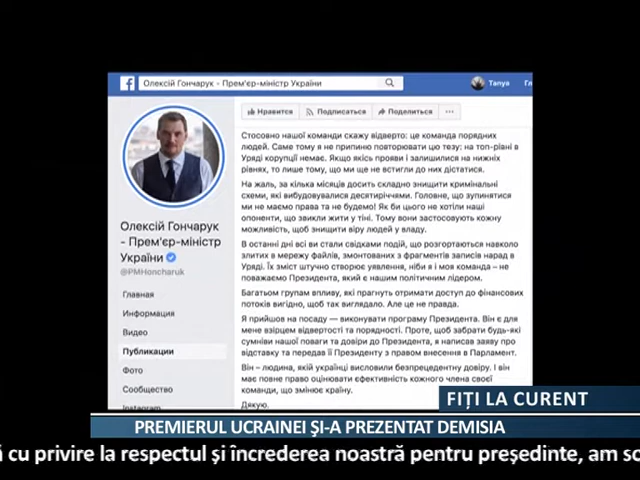 Олексій Гончарук - Прем'єр-міністр України
Tanya
Гл
Нравится
Подписаться
Поделиться
Стосовно нашої команди скажу відверто: це команда порядних
людей. Саме тому я не припиню повторювати цю тезу: на топ-рівні в
Уряді корупції немає. Якщо якісь прояви і залишилися на нижніх
рівнях, то лише тому, що ми ще не встигли до них дістатися.
На жаль, за кілька місяців досить складно знищити кримінальні
схеми, які вибудовувалися десятиріччями. Головне, що зупинятися
ми не маємо права та не будемо! Як би цього не хотіли наші
опоненти, що звикли жити у тіні. Тому вони застосовують кожну
можливість, щоб знищити віру людей у владу.
В останні дні всі ви стали свідками подій, що розгортаються навколо
злитих в мережу файлів, змонтованих з фрагментів записів нарад в
Уряді. Їх зміст штучно створює уявлення, ніби я і моя команда – не
поважаємо Президента, який є нашим політичним лідером.
Багатьом групам впливу, які прагнуть отримати доступ до фінансових
потоків вигідно, щоб так виглядало. Але це не правда.
Я прийшов на посаду — виконувати програму Президента. Він є для
мене взірцем відвертості та порядності. Проте, щоб забрати будь-які
сумніви нашої поваги та довіри до Президента, я написав заяву про
відставку та передав її Президенту з правом внесення в Парламент.
Він – людина, якій українці висловили безпрецедентну довіру. І він
має повне право оцінювати ефективність кожного члена своєї
команди, що змінює країну.
Дякую.
Олексій Гончарук
- Прем'єр-міністр
України
@PMHoncharuk
Главная
Информация
Видео
Публикации
Фото
Сообщество
Instagram
FIȚI LA CURENT
PREMIERUL UCRAINEI ȘI-A PREZENTAT DEMISIA
ă cu privire la respectul și încrederea noastră pentru președinte, am sc